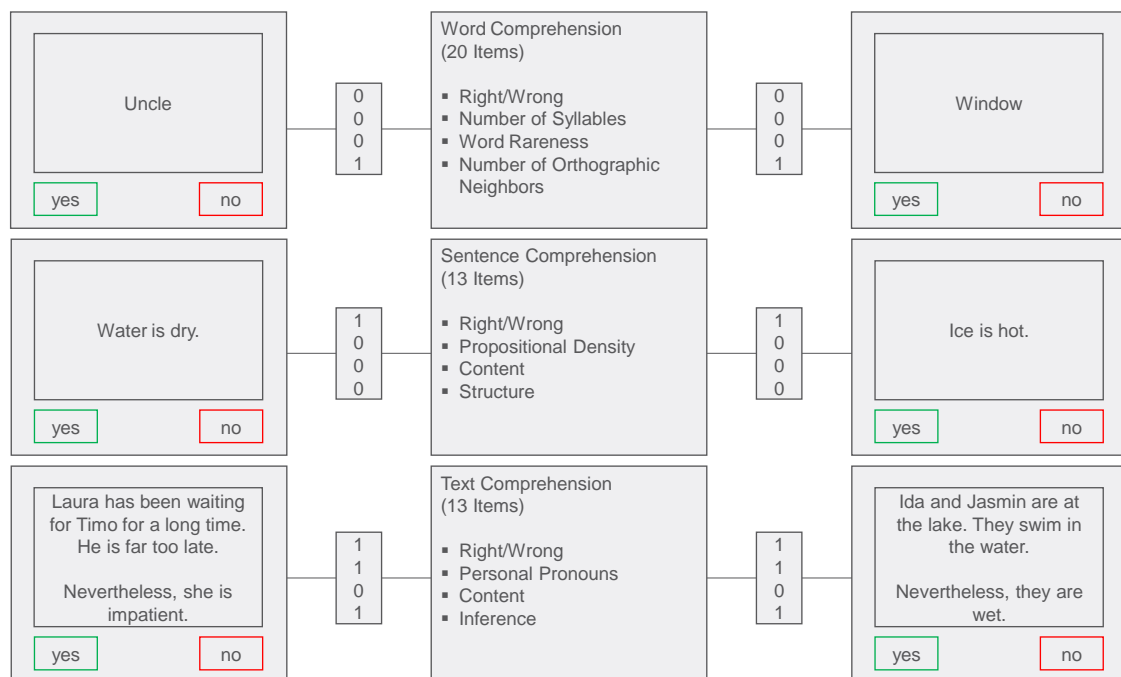 Uncle
yes
no
0
0
0
1
Word Comprehension
(20 Items)
▪ Right/Wrong
▪ Number of Syllables
▪ Word Rareness
▪ Number of Orthographic
Neighbors
0
0
0
1
Window
yes
no
Water is dry.
yes
no
1
0
0
0
Sentence Comprehension
(13 Items)
▪ Right/Wrong
▪ Propositional Density
▪ Content
▪ Structure
1
0
0
0
Ice is hot.
yes
no
Laura has been waiting
for Timo for a long time.
He is far too late.
Nevertheless, she is
impatient.
yes
no
1
1
0
1
Text Comprehension
(13 Items)
▪ Right/Wrong
▪ Personal Pronouns
▪ Content
▪ Inference
1
1
0
1
Ida and Jasmin are at
the lake. They swim in
the water.
Nevertheless, they are
wet.
yes
no